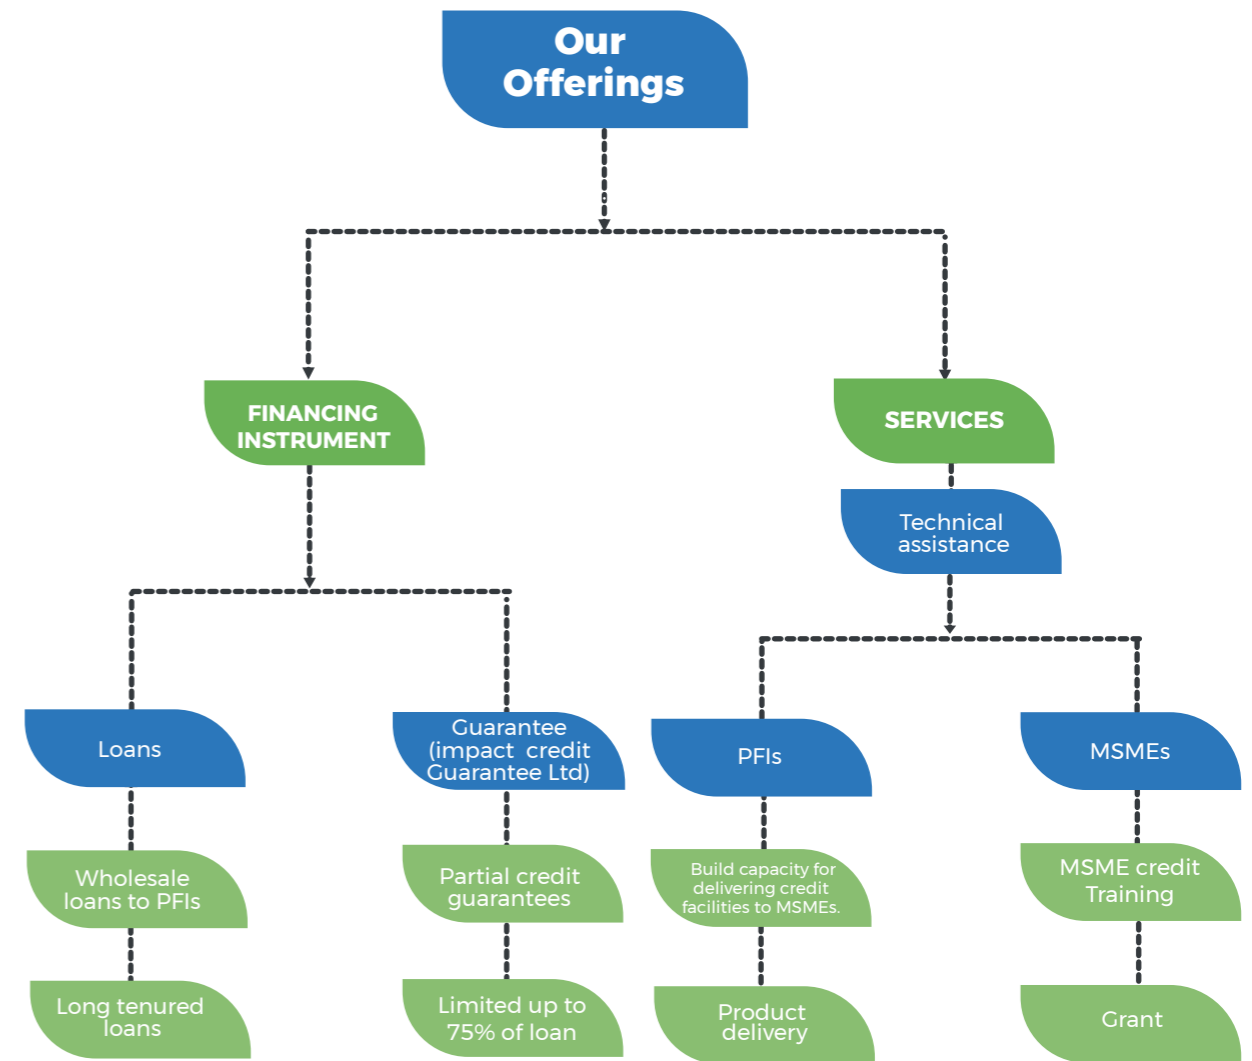 Our
Offerings
FINANCING
INSTRUMENT
SERVICES
Technical
assistance
Loans
Guarantee
(impact credit
Guarantee Ltd)
PFIs
MSMEs
Wholesale
loans to PFIs
Partial credit
guarantees
Build capacity for
delivering credit
facilities to MSMEs.
MSME credit
Training
Long tenured
loans
Limited up to
75% of loan
Product
delivery
Grant